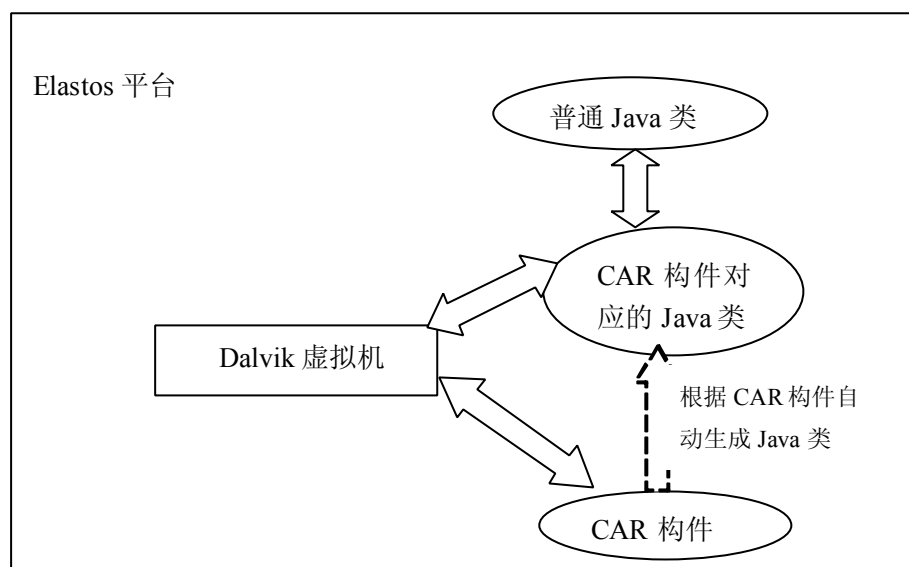 Elastos 平台
普通 Java 类
CAR 构件对
应的 Java 类
Dalvik 虚拟机
根据 CAR 构件自
动生成 Java 类
CAR 构件